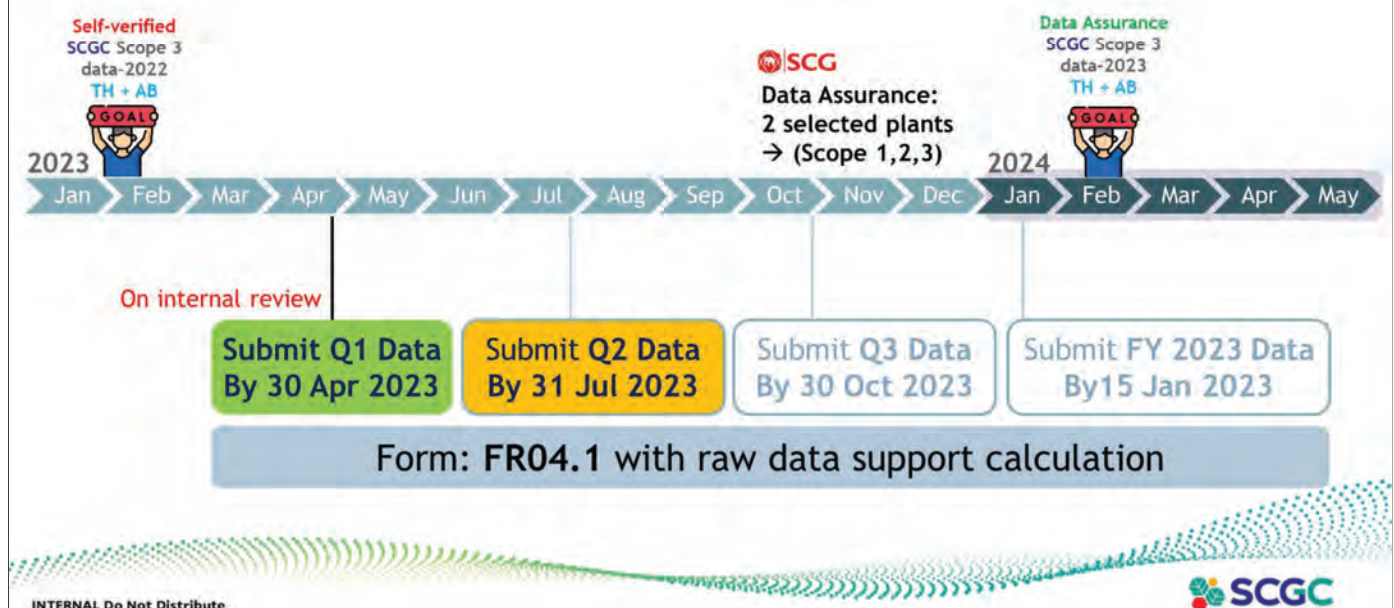 Self-verified
SCGC Scope 3
data-2022
TH + AB
GOAL
Data Assurance
SCGC Scope 3
data-2023
TH + AB
GOAL
SCG
Data Assurance:
2 selected plants
→ (Scope 1,2,3)
2023
2024
Jan Feb Mar Apr May Jun Jul Aug Sep Oct Nov Dec Jan Feb Mar Apr May
On internal review
Submit Q1 Data
By 30 Apr 2023
Submit Q2 Data
By 31 Jul 2023
Submit Q3 Data
By 30 Oct 2023
Submit FY 2023 Data
By15 Jan 2023
Form: FR04.1 with raw data support calculation
INTERNAL Do Not Distribute
SCGC